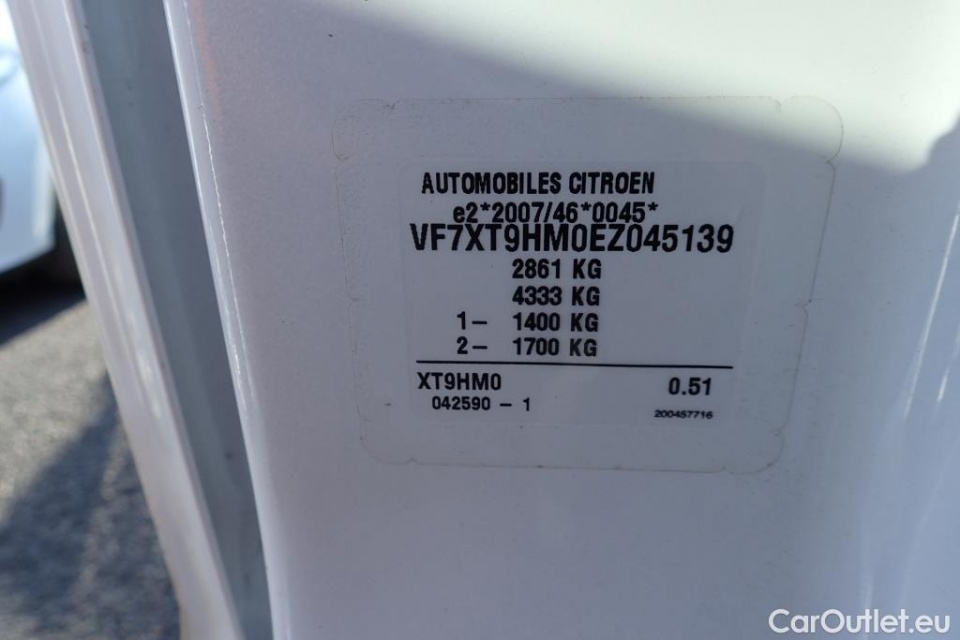 AUTOMOBILES CITROEN
e2*2007/46*0045*
VF7XT9HM0EZ045139
2861 KG
4333 KG
1- 1400 KG
2- 1700 KG
XT9HM0 0.51
042590 - 1 200457716
CarOutlet.eu